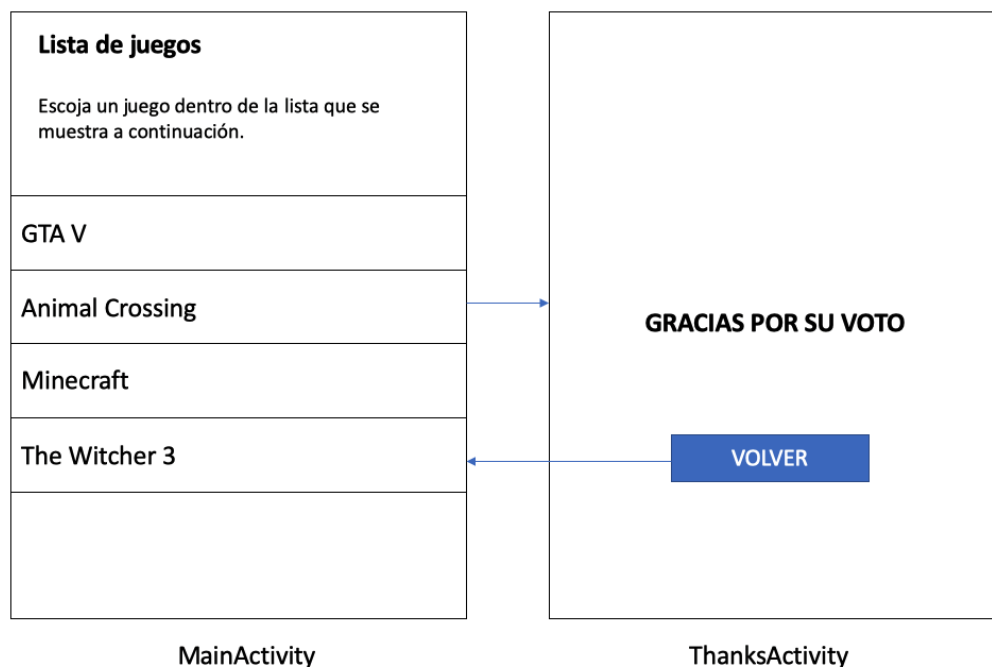 Lista de juegos
Escoja un juego dentro de la lista que se
muestra a continuación.
GTA V
Animal Crossing
Minecraft
The Witcher 3
MainActivity
GRACIAS POR SU VOTO
VOLVER
ThanksActivity